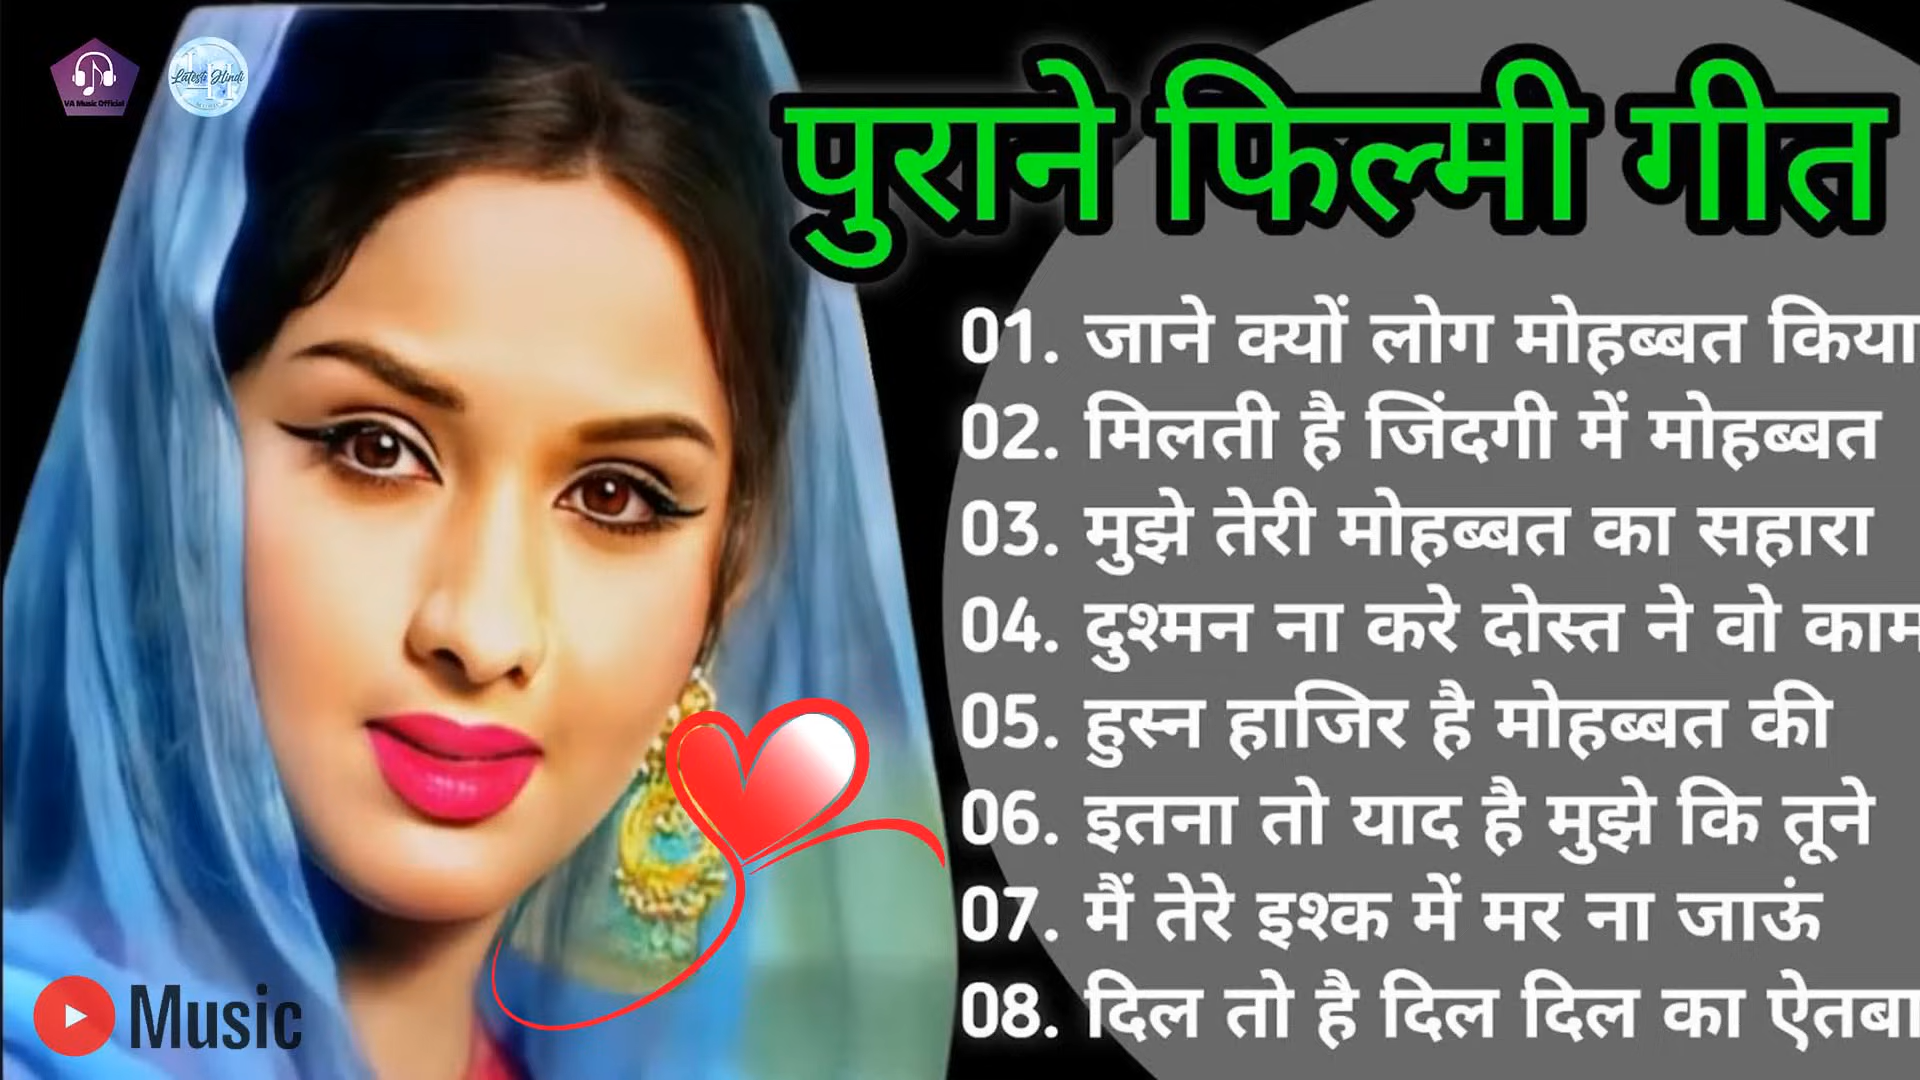 VA Music Official
Latest Hindi
पुराने फिल्मी गीत
01. जाने क्यों लोग मोहब्बत किया
02. मिलती है जिंदगी में मोहब्बत
03. मुझे तेरी मोहब्बत का सहारा
04. दुश्मन ना करे दोस्त ने वो काम
05. हुस्न हाजिर है मोहब्बत की
06. इतना तो याद है मुझे कि तूने
07. मैं तेरे इश्क में मर ना जाऊं
08. दिल तो है दिल दिल का ऐतबा
Music